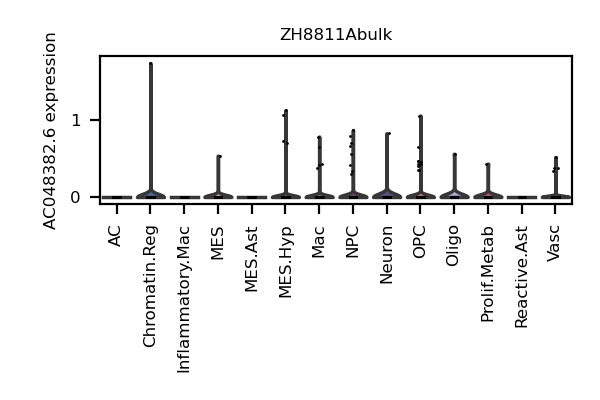 ZH8811Abulk
AC048382.6 expression
1
0
AC
Chromatin.Reg
Inflammatory.Mac
MES
MES.Ast
MES.Hyp
Mac
NPC
Neuron
OPC
Oligo
Prolif.Metab
Reactive.Ast
Vasc